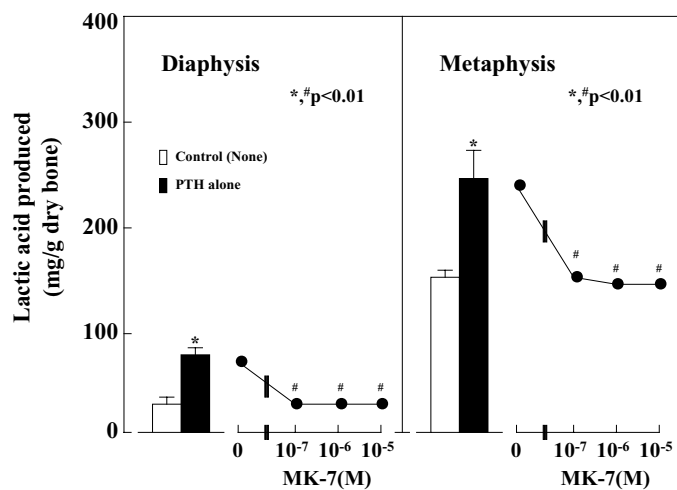 400
300
200
100
0
Lactic acid produced
(mg/g dry bone)
Diaphysis
*,#p<0.01
Control (None)
PTH alone
*
# # #
0 10⁻⁷ 10⁻⁶ 10⁻⁵
MK-7(M)
Metaphysis
*,#p<0.01
*
# # #
0 10⁻⁷ 10⁻⁶ 10⁻⁵
MK-7(M)